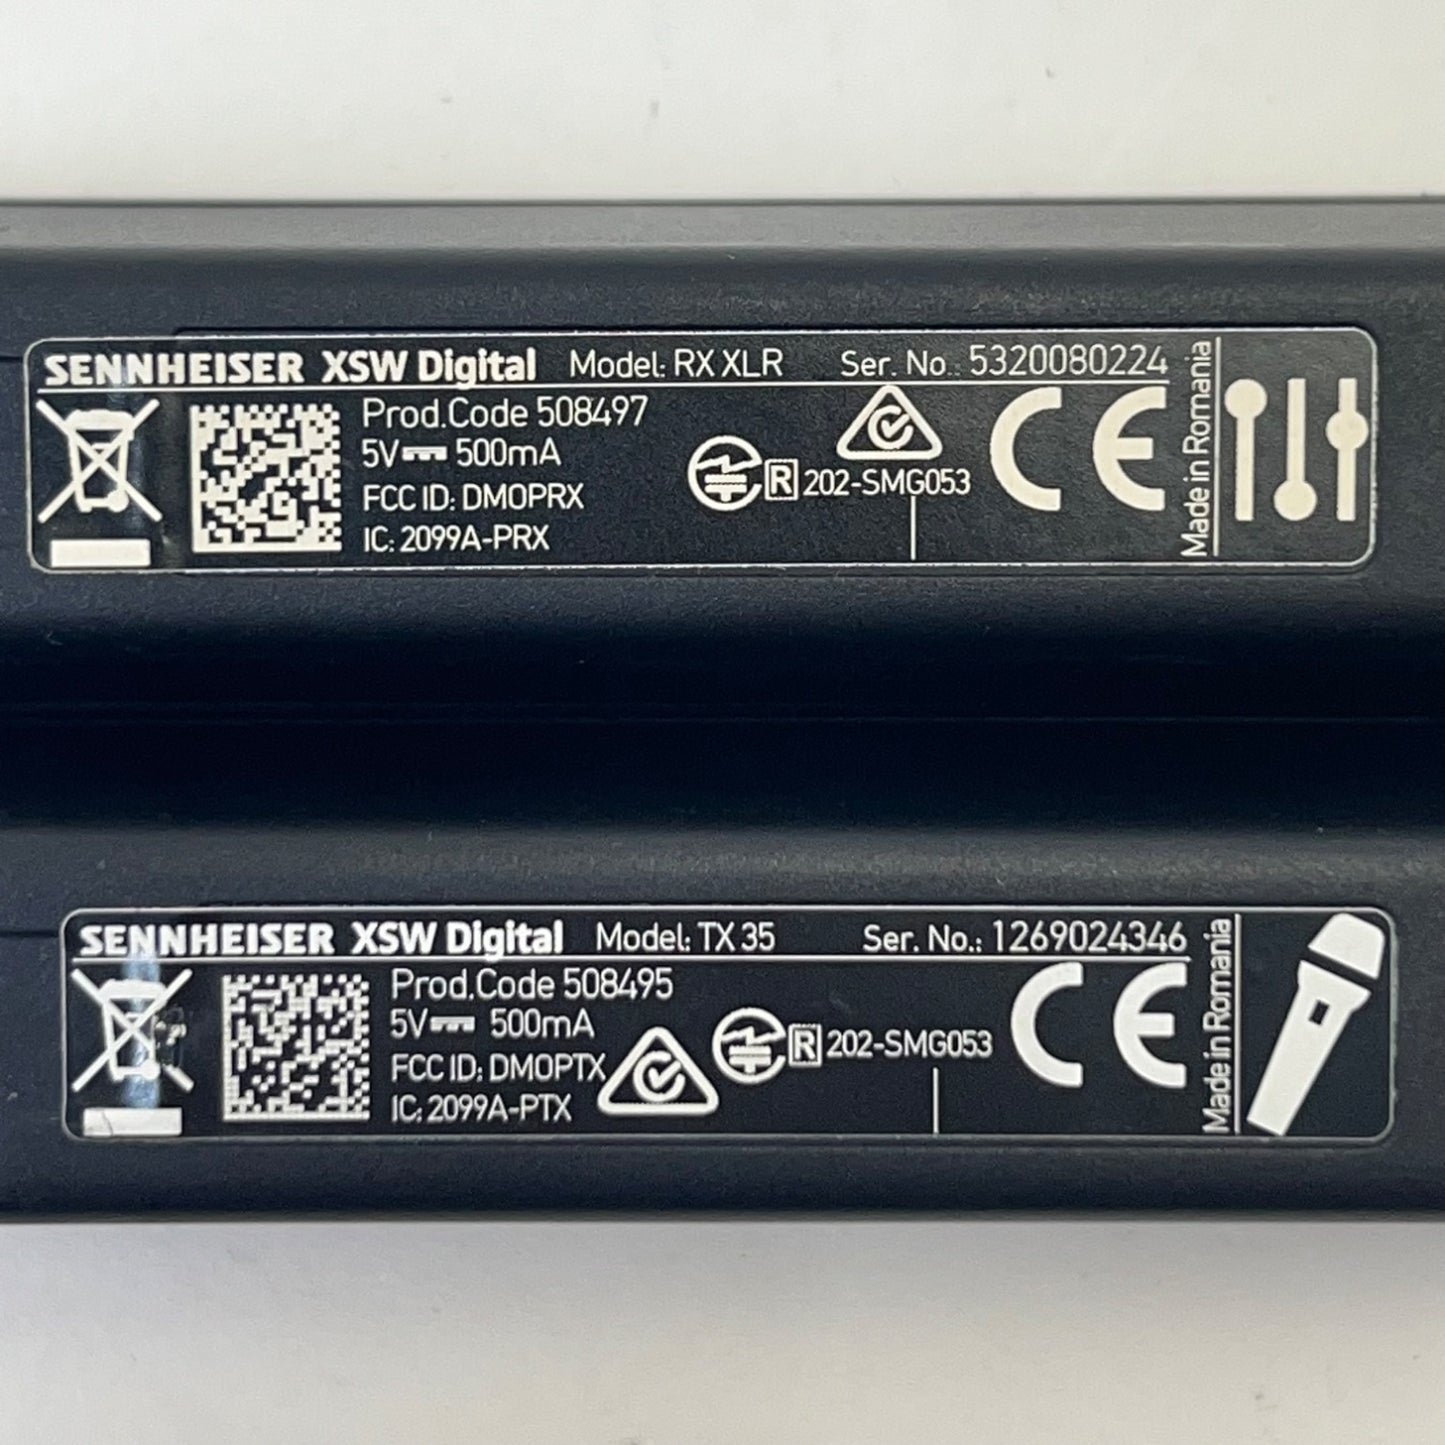 SENNHEISER XSW Digital Model: RX XLR Ser. No.: 5320080224
Prod.Code 508497
5V 500mA
FCC ID: DMOPRX
IC: 2099A-PRX
R 202-SMG053
CE
Made in Romania
SENNHEISER XSW Digital Model: TX 35 Ser. No.: 1269024346
Prod.Code 508495
5V 500mA
FCC ID: DMOPTX
IC: 2099A-PTX
R 202-SMG053
CE
Made in Romania